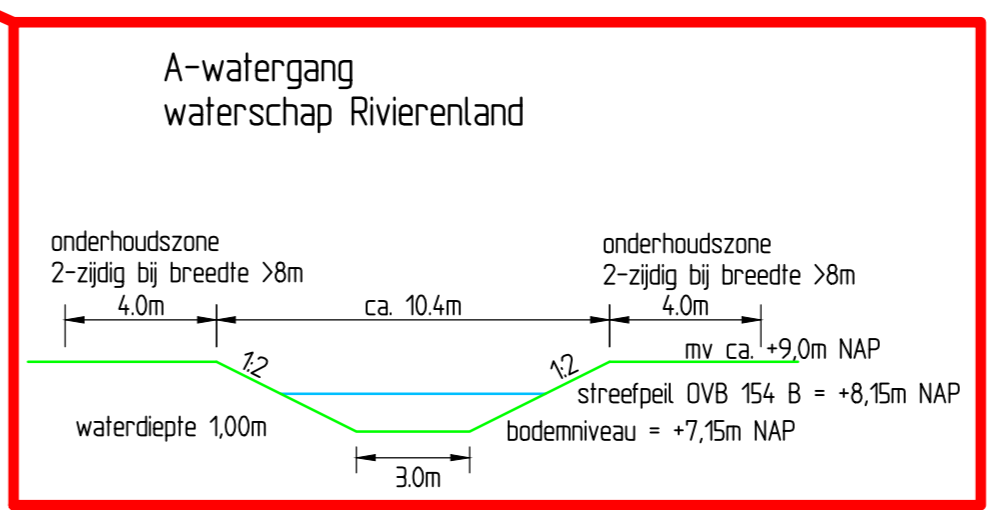 A-watergang
waterschap Rivierenland
onderhoudszone
2-zijdig bij breedte >8m
4.0m
ca. 10.4m
onderhoudszone
2-zijdig bij breedte >8m
4.0m
1:2
1:2
mv ca. +9,0m NAP
streefpeil OVB 154 B = +8,15m NAP
waterdiepte 1,00m
bodemniveau = +7,15m NAP
3.0m